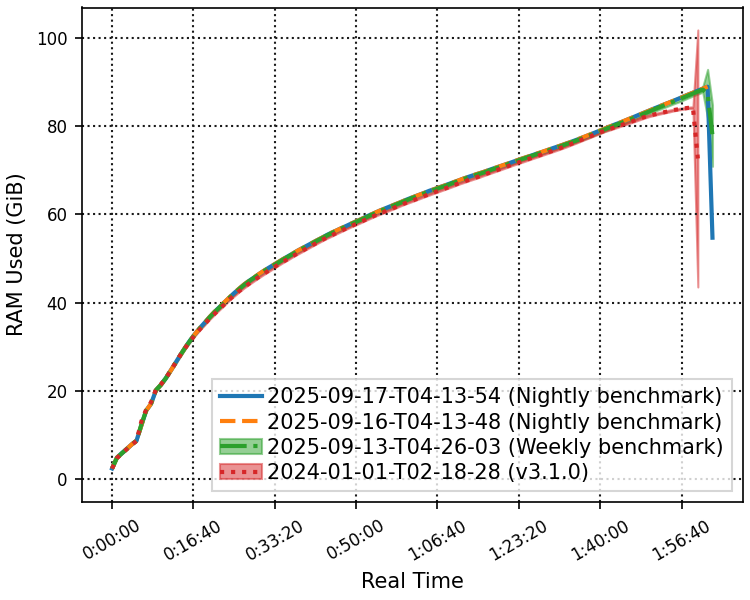 100
80
60
40
20
0
RAM Used (GiB)
2025-09-17-T04-13-54 (Nightly benchmark)
2025-09-16-T04-13-48 (Nightly benchmark)
2025-09-13-T04-26-03 (Weekly benchmark)
2024-01-01-T02-18-28 (v3.1.0)
0:00:00 0:16:40 0:33:20 0:50:00 1:06:40 1:23:20 1:40:00 1:56:40
Real Time